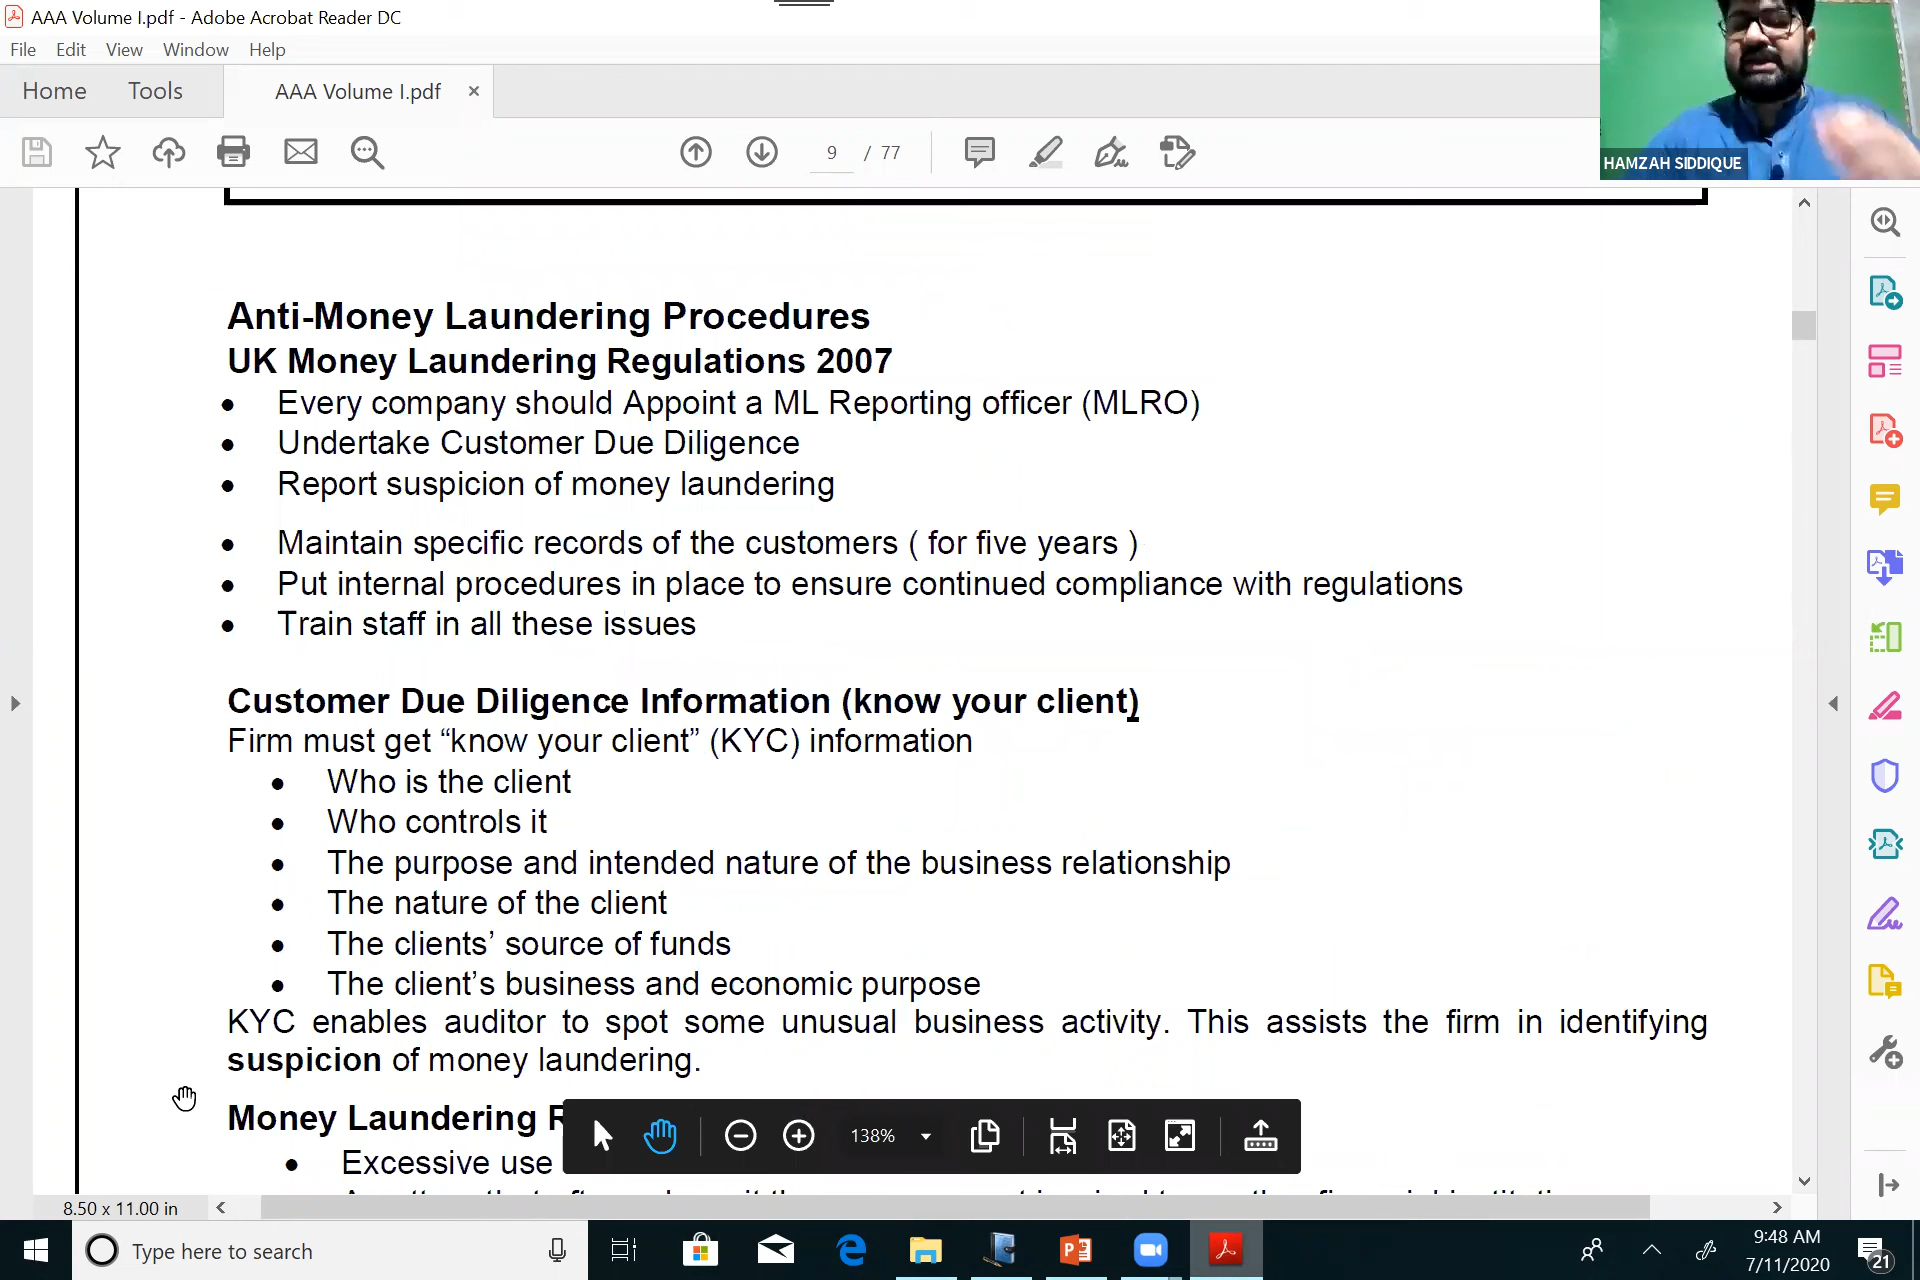 AAA Volume I.pdf - Adobe Acrobat Reader DC
File Edit View Window Help
Home Tools AAA Volume I.pdf ×
9 / 77
HAMZAH SIDDIQUE
Anti-Money Laundering Procedures
UK Money Laundering Regulations 2007
• Every company should Appoint a ML Reporting officer (MLRO)
• Undertake Customer Due Diligence
• Report suspicion of money laundering
• Maintain specific records of the customers ( for five years )
• Put internal procedures in place to ensure continued compliance with regulations
• Train staff in all these issues
Customer Due Diligence Information (know your client)
Firm must get “know your client” (KYC) information
• Who is the client
• Who controls it
• The purpose and intended nature of the business relationship
• The nature of the client
• The clients’ source of funds
• The client’s business and economic purpose
KYC enables auditor to spot some unusual business activity. This assists the firm in identifying
suspicion of money laundering.
Money Laundering
• Excessive use
138%
8.50 x 11.00 in
Type here to search
9:48 AM
7/11/2020
21